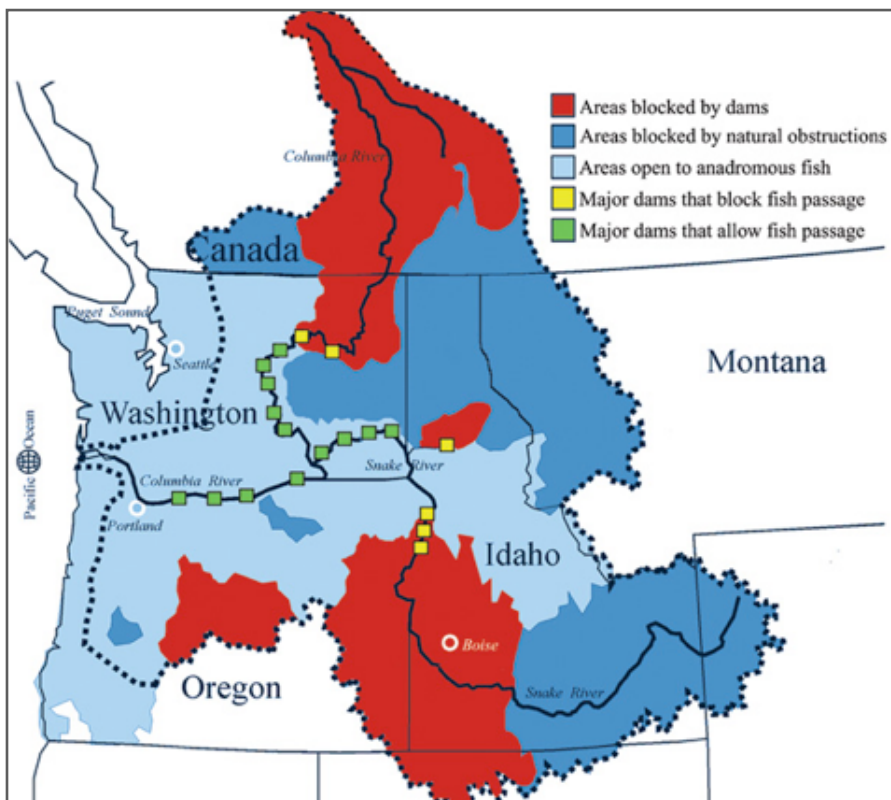 Areas blocked by dams
Areas blocked by natural obstructions
Areas open to anadromous fish
Major dams that block fish passage
Major dams that allow fish passage
Columbia River
Canada
Puget Sound
Seattle
Montana
Washington
Pacific Ocean
Snake River
Columbia River
Portland
Idaho
Boise
Oregon
Snake River